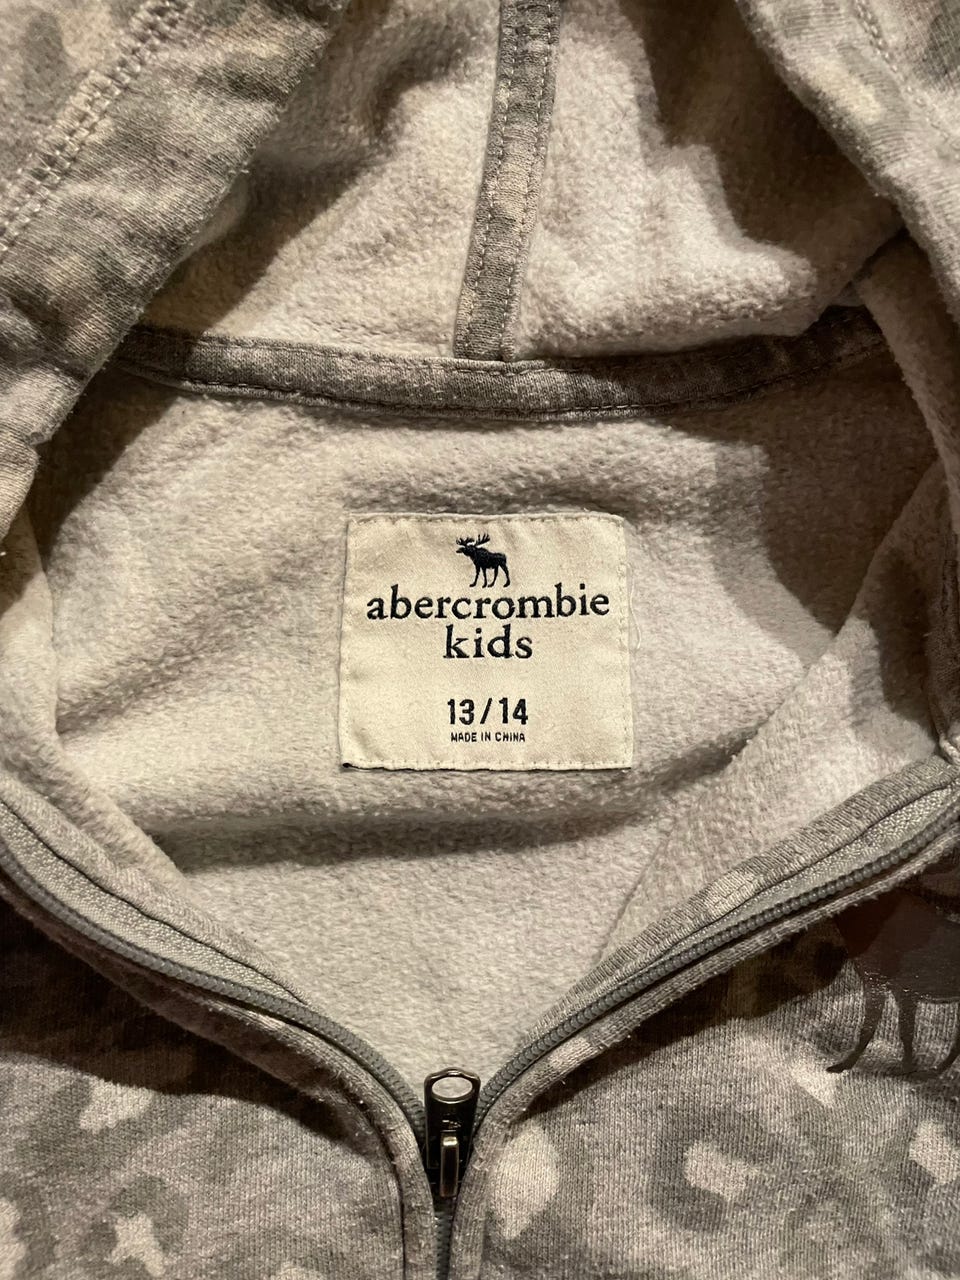 abercrombie
kids
13/14
MADE IN CHINA